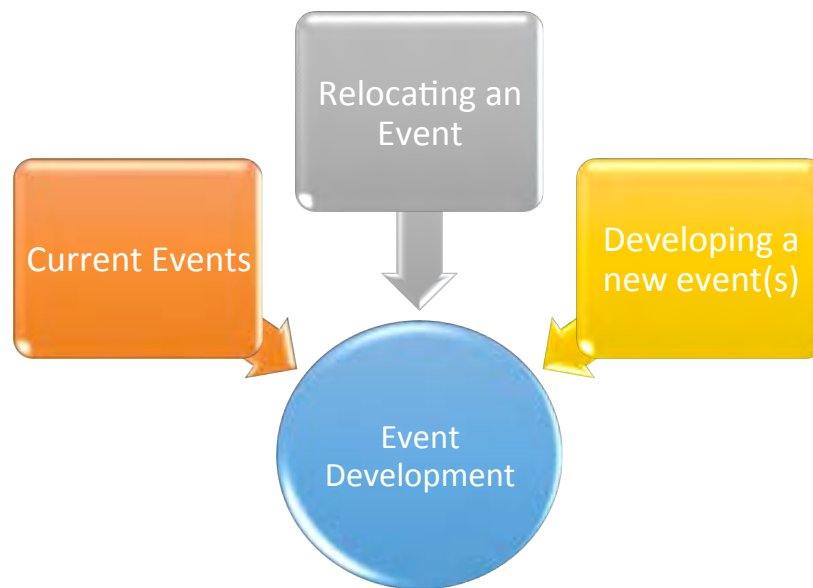 Relocating an
Event
Current Events
Developing a
new event(s)
Event
Development